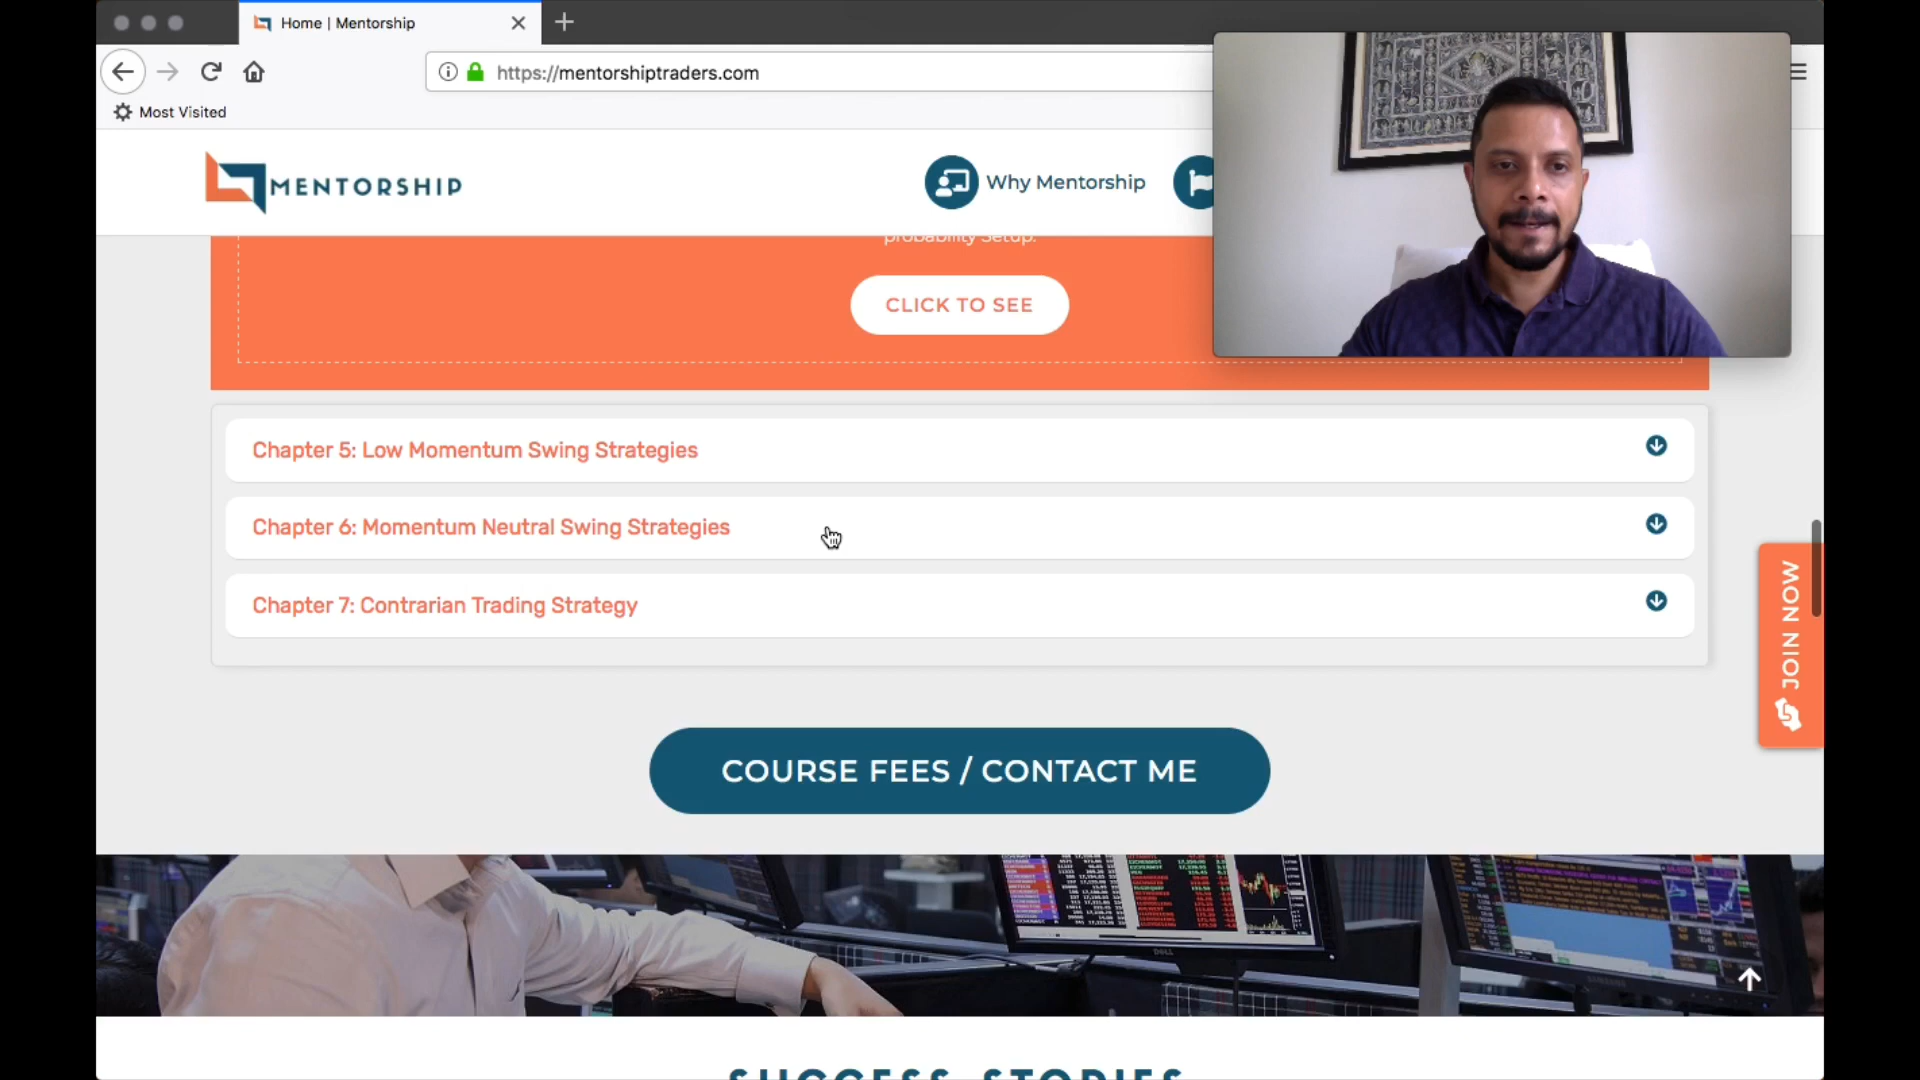 Home | Mentorship
https://mentorshiptraders.com
Most Visited
MENTORSHIP
Why Mentorship
probability Setup.
CLICK TO SEE
Chapter 5: Low Momentum Swing Strategies
Chapter 6: Momentum Neutral Swing Strategies
Chapter 7: Contrarian Trading Strategy
JOIN NOW
COURSE FEES / CONTACT ME
DELL
SUCCESS STORIES